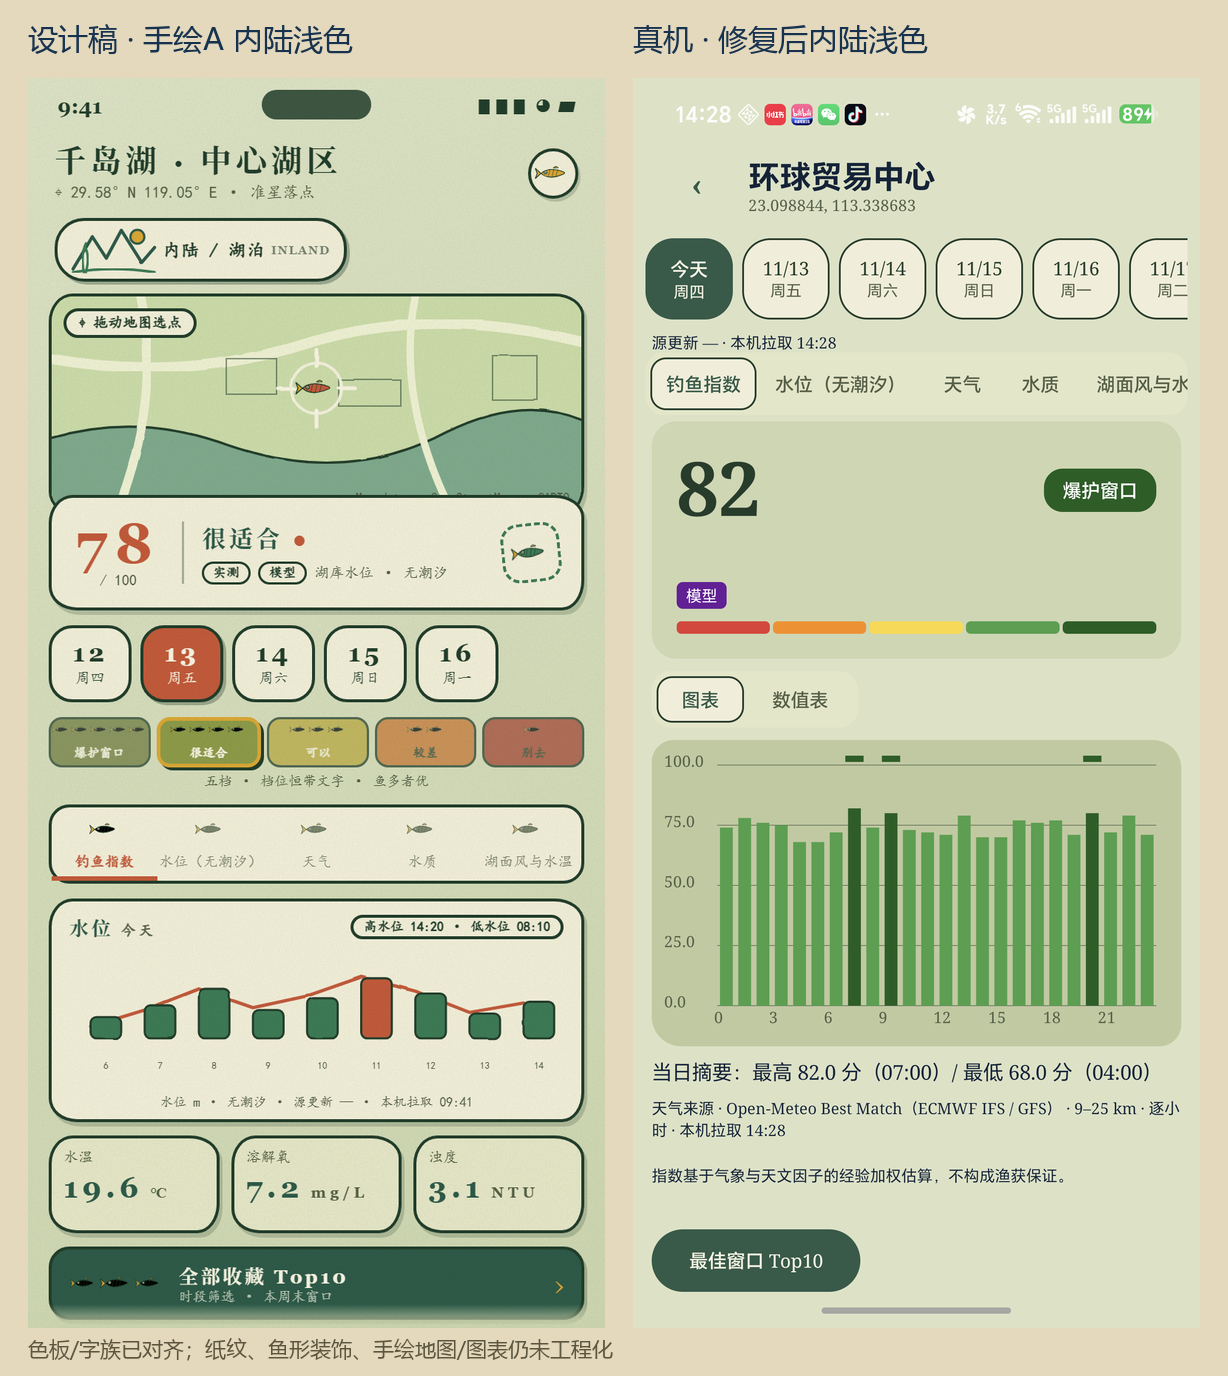 设计稿 · 手绘A 内陆浅色
9:41
千岛湖 · 中心湖区
⌖ 29.58° N 119.05° E • 准星落点
内陆 / 湖泊 INLAND
⌖ 拖动地图选点
78
/ 100
很适合
实测 模型 湖库水位 • 无潮汐
12 周四
13 周五
14 周六
15 周日
16 周一
爆护窗口 很适合 可以 较差 别去
五档 • 档位恒带文字 • 鱼多者优
钓鱼指数 水位（无潮汐） 天气 水质 湖面风与水温
水位 今天
高水位 14:20 • 低水位 08:10
6 7 8 9 10 11 12 13 14
水位 m • 无潮汐 • 源更新 — • 本机拉取 09:41
水温
19.6 °C
溶解氧
7.2 mg/L
浊度
3.1 NTU
全部收藏 Top10
时段筛选 • 本周末窗口
›
色板/字族已对齐；纸纹、鱼形装饰、手绘地图/图表仍未工程化
真机 · 修复后内陆浅色
14:28 小红书 bilibili ··· 3.7 K/s 6 5G 5G 89
‹
环球贸易中心
23.098844, 113.338683
今天 周四
11/13 周五
11/14 周六
11/15 周日
11/16 周一
11/1 周二
源更新 — · 本机拉取 14:28
钓鱼指数 水位（无潮汐） 天气 水质 湖面风与水
82
爆护窗口
模型
图表 数值表
100.0
75.0
50.0
25.0
0.0
0 3 6 9 12 15 18 21
当日摘要：最高 82.0 分（07:00）/ 最低 68.0 分（04:00）
天气来源 · Open-Meteo Best Match（ECMWF IFS / GFS） · 9–25 km · 逐小
时 · 本机拉取 14:28
指数基于气象与天文因子的经验加权估算，不构成渔获保证。
最佳窗口 Top10